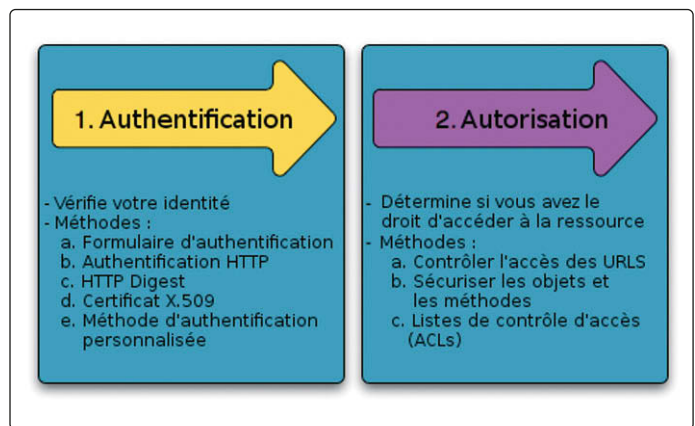 1. Authentification
- Vérifie votre identité
- Méthodes :
a. Formulaire d'authentification
b. Authentification HTTP
c. HTTP Digest
d. Certificat X.509
e. Méthode d'authentification
personnalisée
2. Autorisation
- Détermine si vous avez le
droit d'accéder à la ressource
- Méthodes :
a. Contrôler l'accès des URLS
b. Sécuriser les objets et
les méthodes
c. Listes de contrôle d'accès
(ACLs)